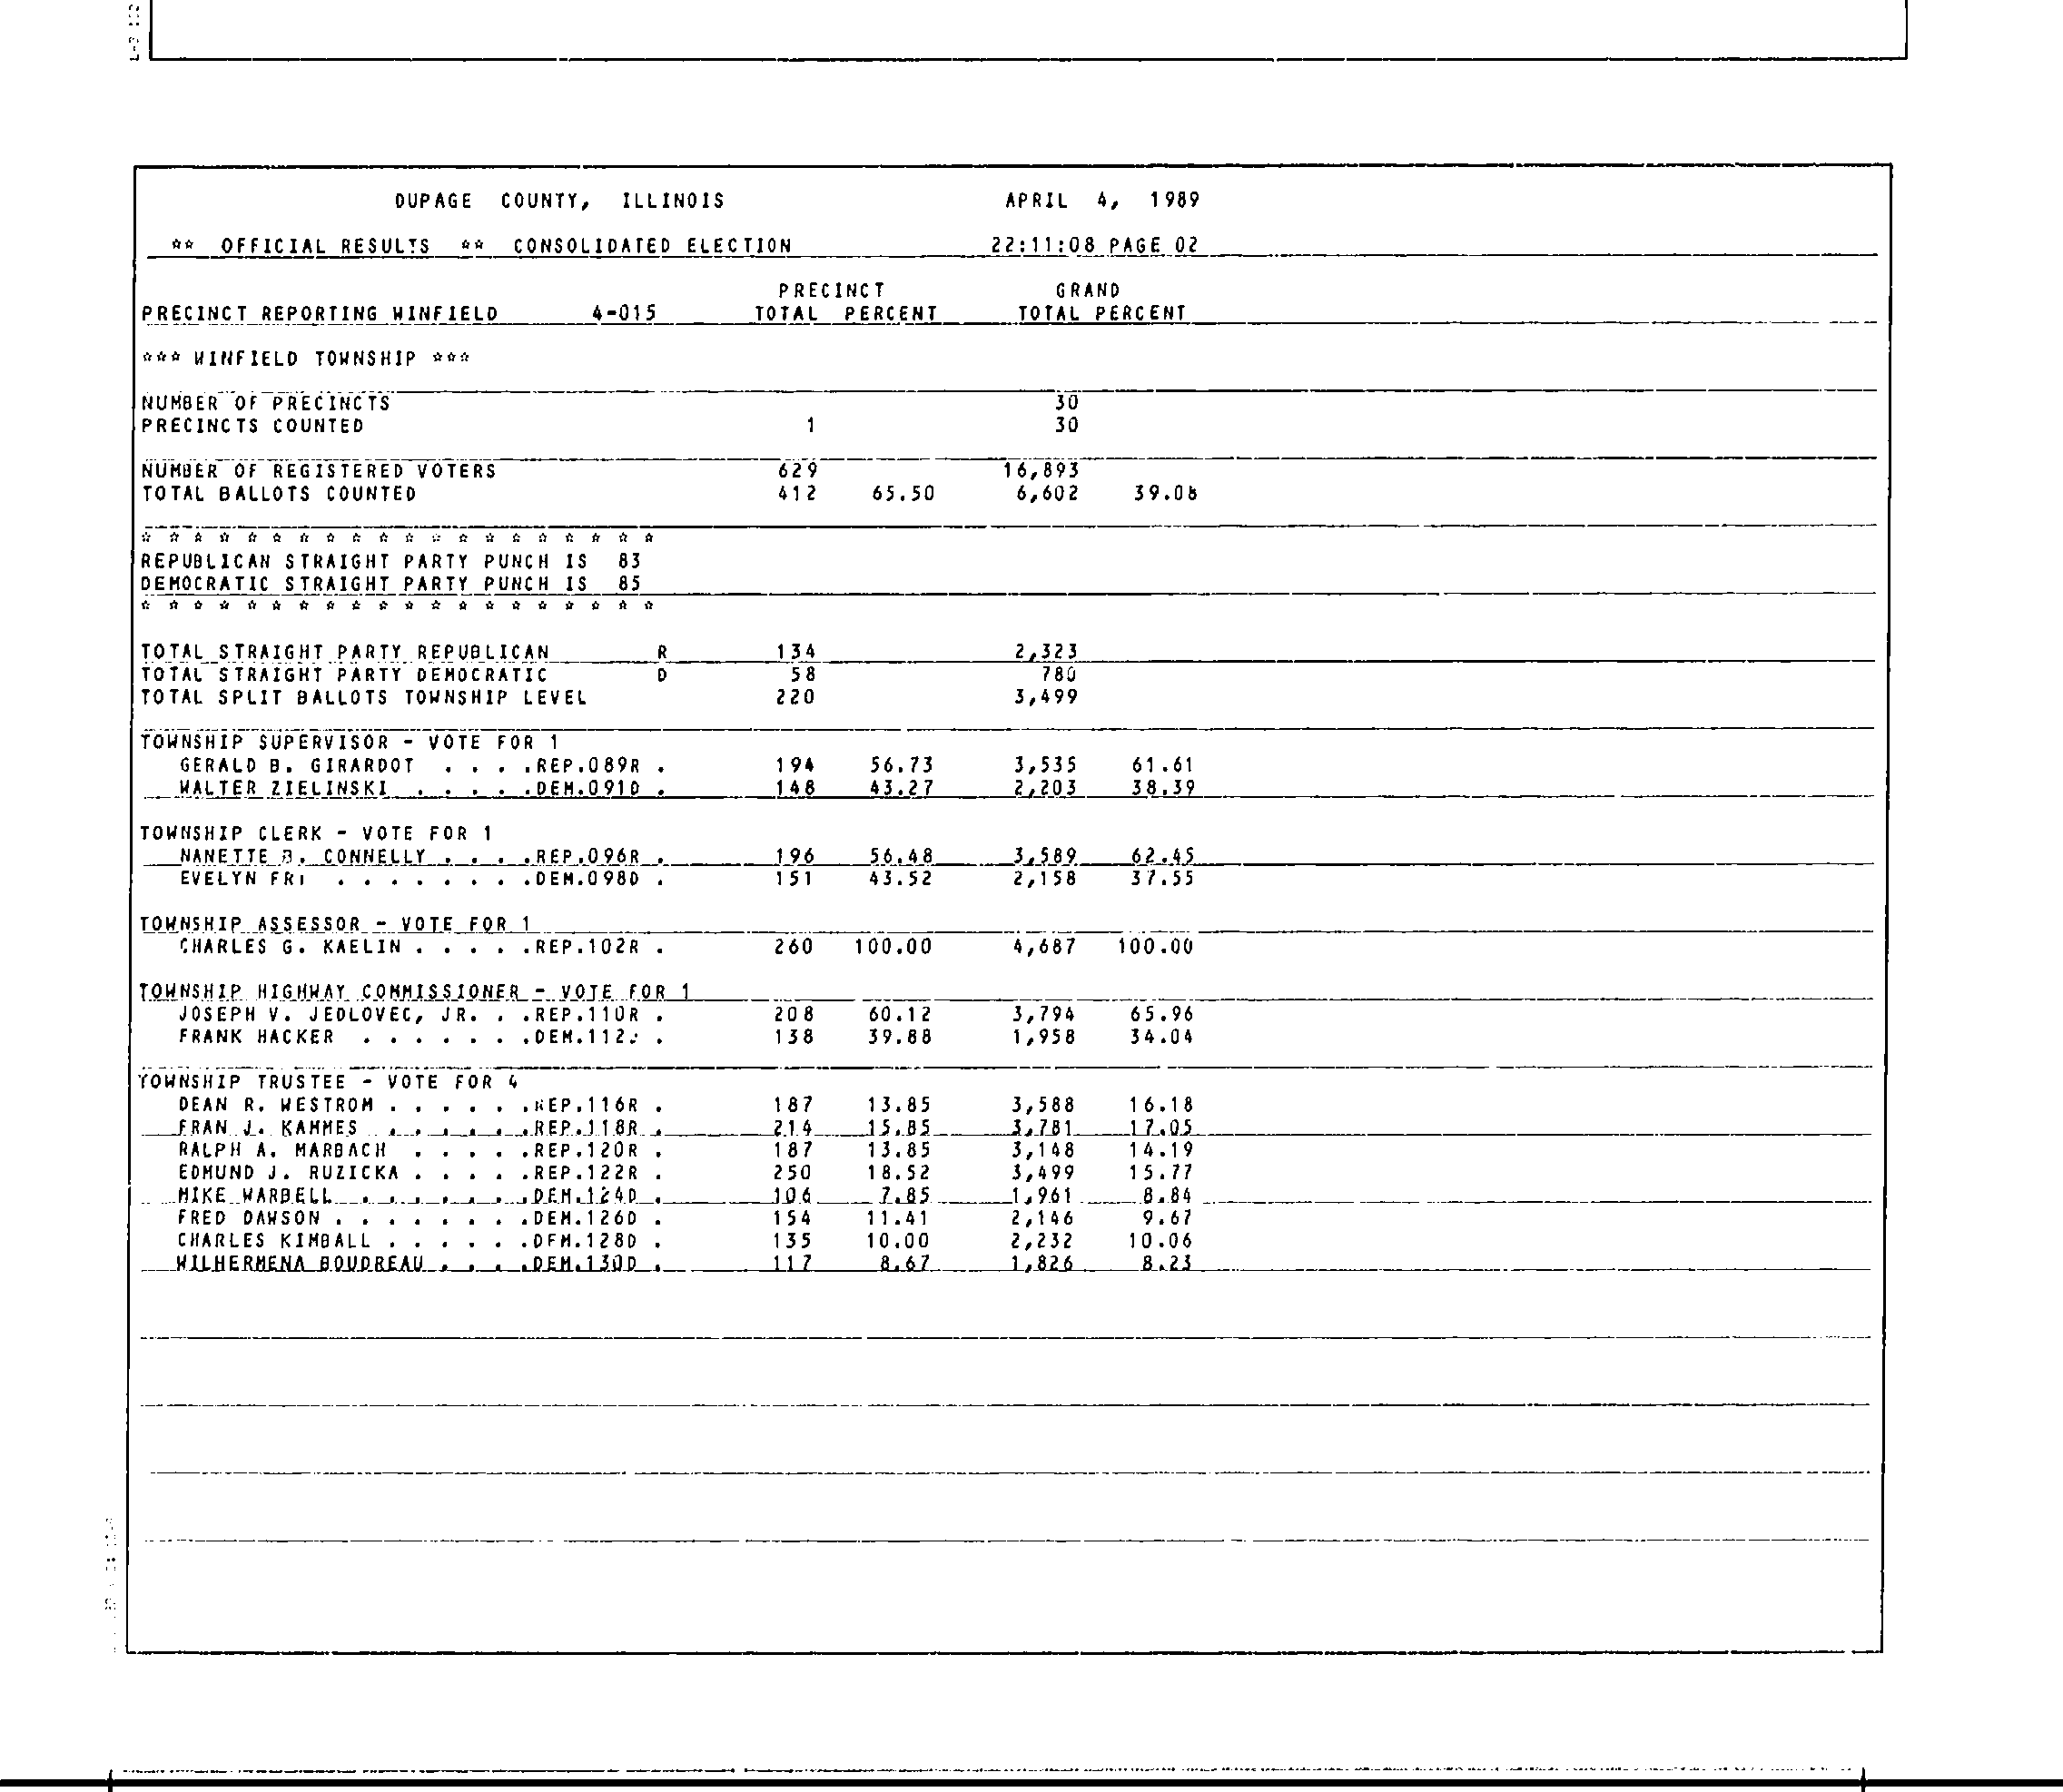 DUPAGE COUNTY, ILLINOIS APRIL 4, 1989
** OFFICIAL RESULTS ** CONSOLIDATED ELECTION 22:11:08 PAGE 02
PRECINCT GRAND
PRECINCT REPORTING WINFIELD 4-015 TOTAL PERCENT TOTAL PERCENT
*** WINFIELD TOWNSHIP ***
NUMBER OF PRECINCTS 30
PRECINCTS COUNTED 1 30
NUMBER OF REGISTERED VOTERS 629 16,893
TOTAL BALLOTS COUNTED 412 65.50 6,602 39.08
* * * * * * * * * * * * * * * * * * * *
REPUBLICAN STRAIGHT PARTY PUNCH IS 83
DEMOCRATIC STRAIGHT PARTY PUNCH IS 85
* * * * * * * * * * * * * * * * * * * *
TOTAL STRAIGHT PARTY REPUBLICAN R 134 2,323
TOTAL STRAIGHT PARTY DEMOCRATIC D 58 780
TOTAL SPLIT BALLOTS TOWNSHIP LEVEL 220 3,499
TOWNSHIP SUPERVISOR - VOTE FOR 1
GERALD B. GIRARDOT . . . .REP.089R . 194 56.73 3,535 61.61
WALTER ZIELINSKI . . . . .DEM.091D . 148 43.27 2,203 38.39
TOWNSHIP CLERK - VOTE FOR 1
NANETTE CONNELLY . . . .REP.096R . 196 56.48 3,589 62.45
EVELYN . . . . . . . .DEM.098D . 151 43.52 2,158 37.55
TOWNSHIP ASSESSOR - VOTE FOR 1
CHARLES G. KAELIN . . . . .REP.102R . 260 100.00 4,687 100.00
TOWNSHIP HIGHWAY COMMISSIONER - VOTE FOR 1
JOSEPH V. JEDLOVEC, JR. . .REP.110R . 208 60.12 3,794 65.96
FRANK HACKER . . . . . . .DEM.112 . 138 39.88 1,958 34.04
TOWNSHIP TRUSTEE - VOTE FOR 4
DEAN R. WESTROM . . . . . .REP.116R . 187 13.85 3,588 16.18
FRAN J. KAMMES . . . . . .REP.118R . 214 15.85 3,781 17.05
RALPH A. MARBACH . . . . .REP.120R . 187 13.85 3,148 14.19
EDMUND J. RUZICKA . . . . .REP.122R . 250 18.52 3,499 15.77
MIKE WARBELL . . . . . . .DEM.124D . 106 7.85 1,961 8.84
FRED DAWSON . . . . . . . .DEM.126D . 154 11.41 2,146 9.67
CHARLES KIMBALL . . . . . .DEM.128D . 135 10.00 2,232 10.06
WILHERMENA BOUDREAU . . . .DEM.130D . 117 8.67 1,826 8.23